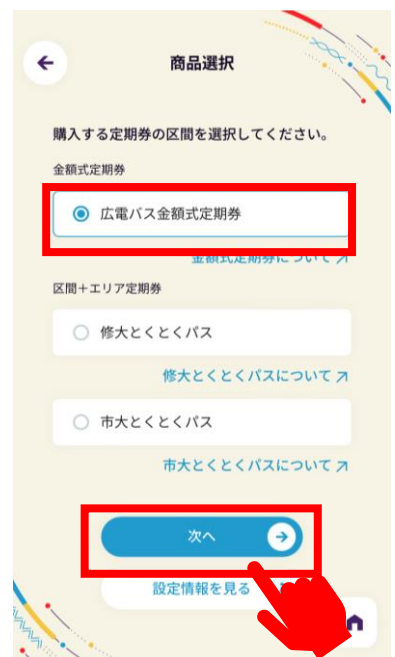 商品選択
購入する定期券の区間を選択してください。
金額式定期券
広電バス金額式定期券
金額式定期券について
区間+エリア定期券
修大とくとくパス
修大とくとくパスについて
市大とくとくパス
市大とくとくパスについて
次へ
設定情報を見る